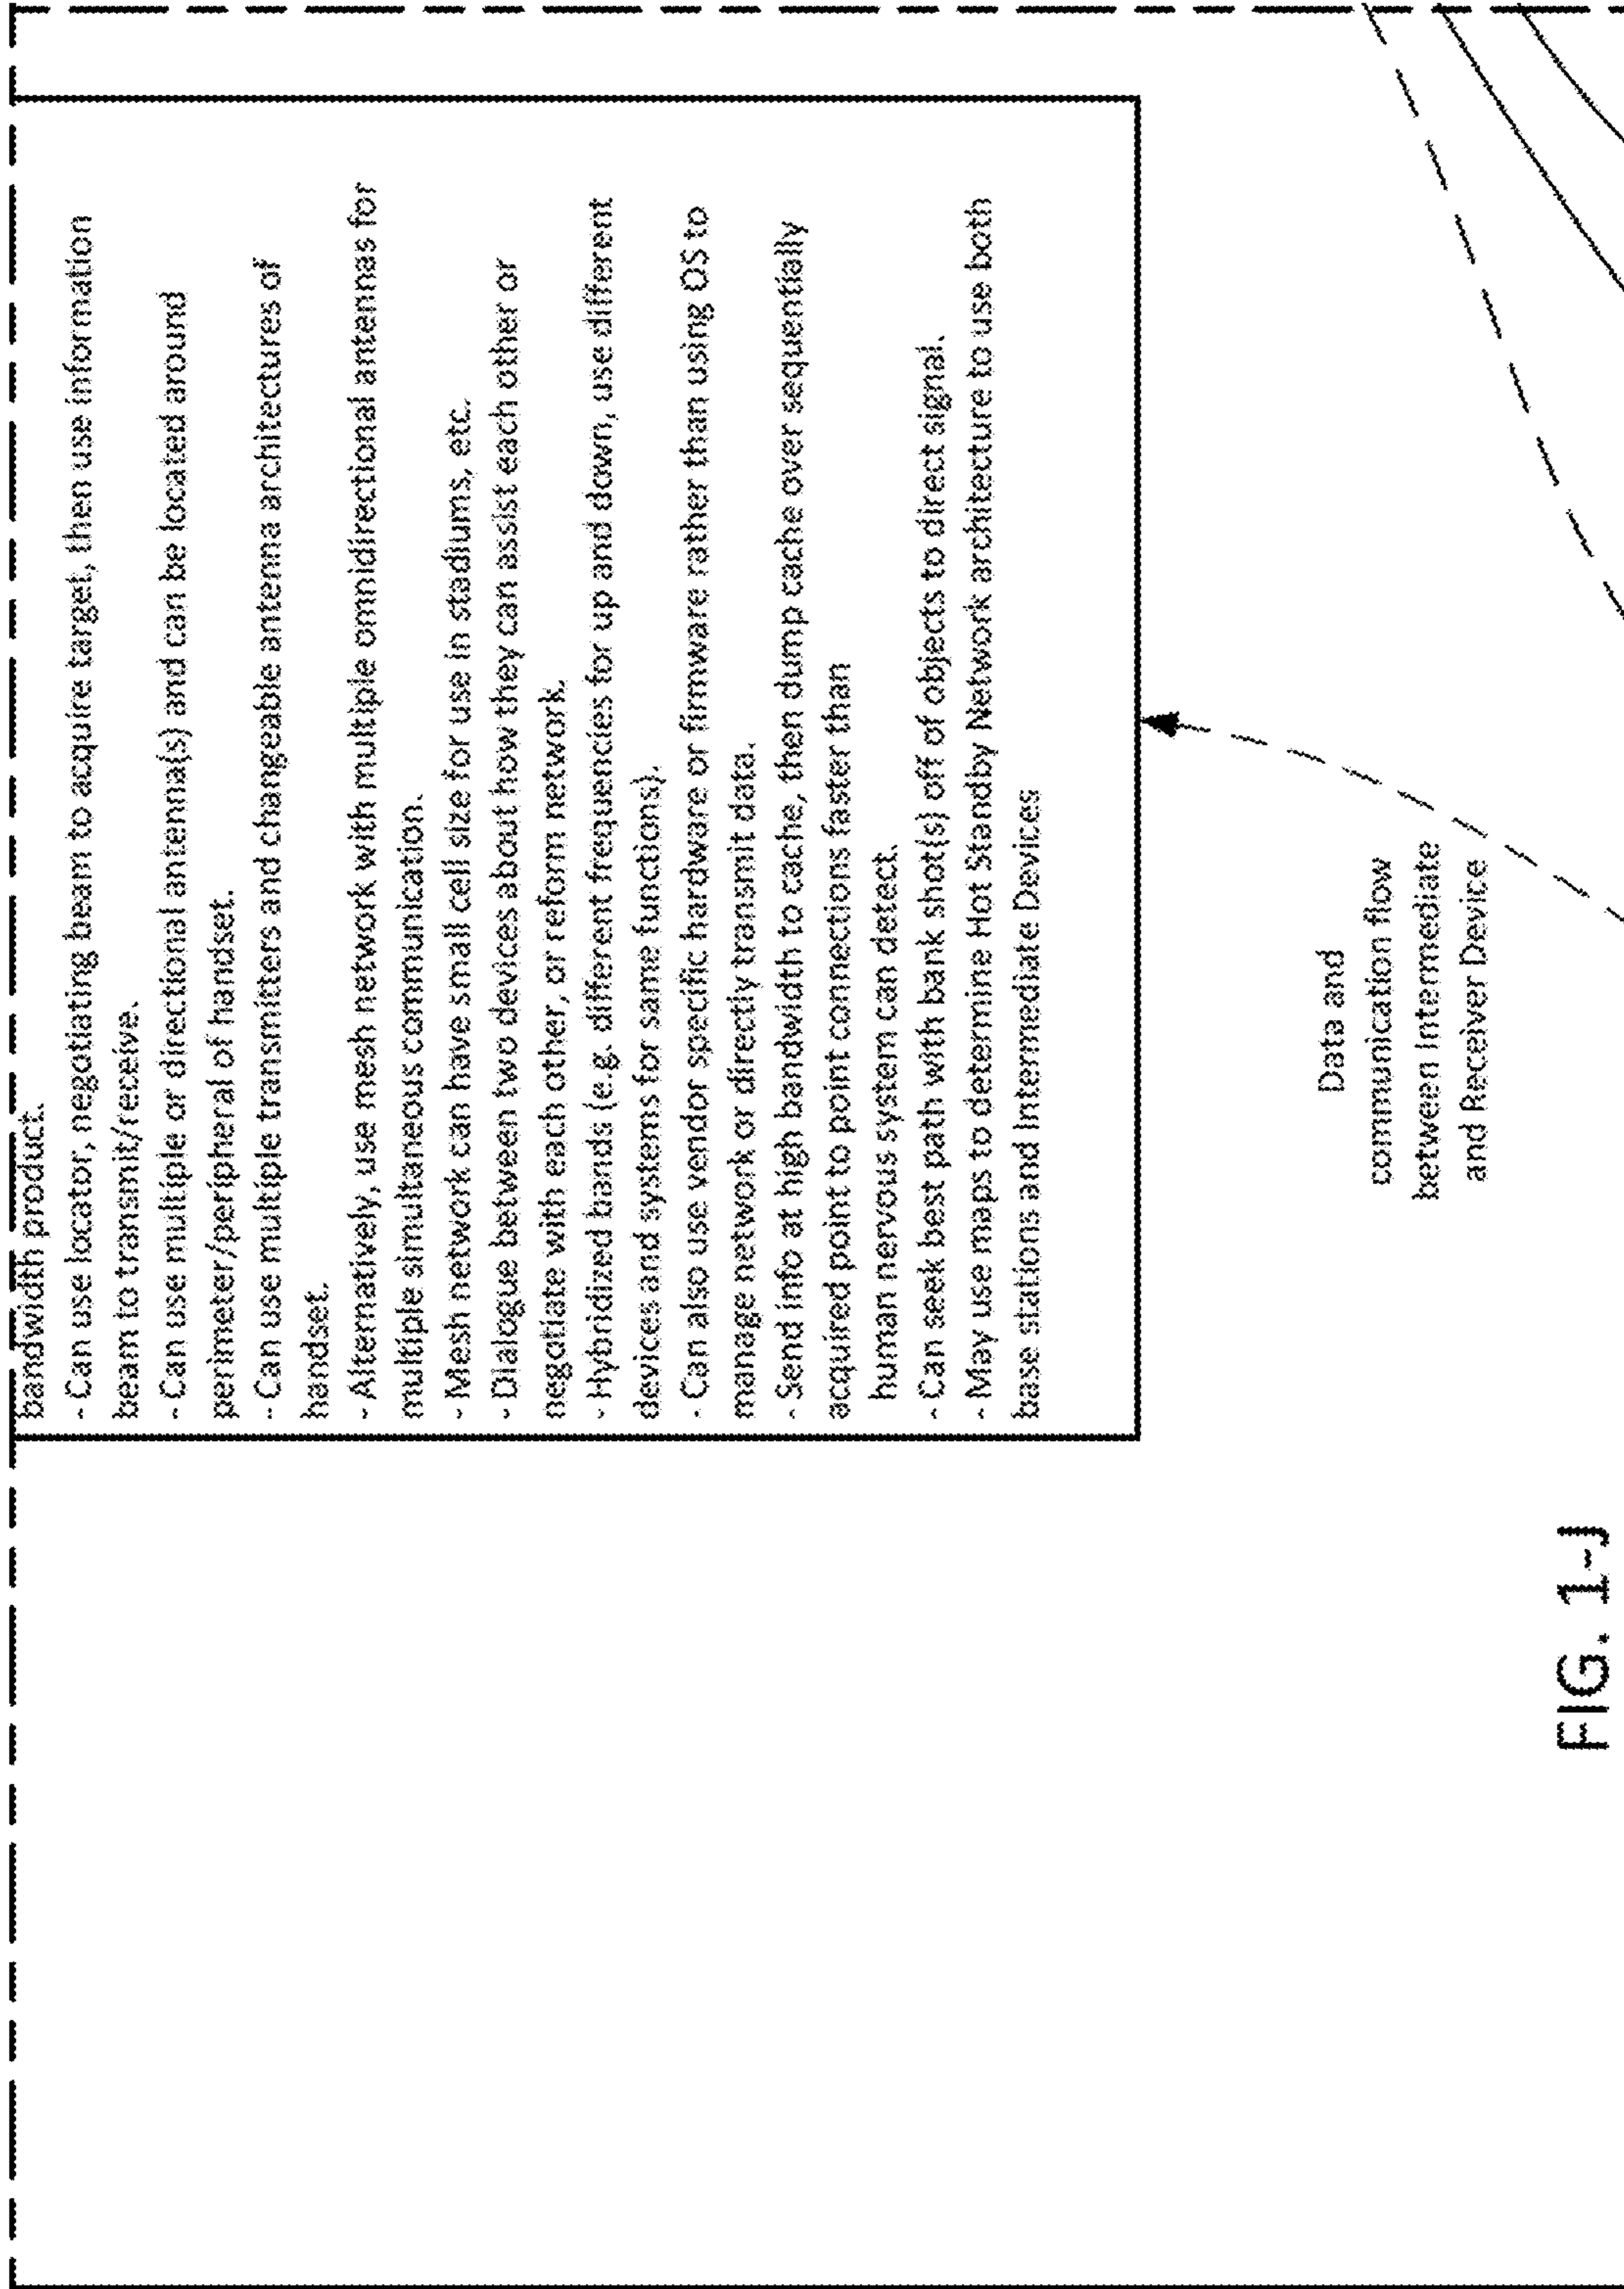 bandwidth product.
- Can use locator, negotiating beam to acquire target, then use information
beam to transmit/receive.
- Can use multiple or directional antenna(s) and can be located around
perimeter/peripheral of handset.
- Can use multiple transmitters and changeable antenna architectures of
handset.
- Alternatively, use mesh network with multiple omnidirectional antennas for
multiple simultaneous communication.
- Mesh network can have small cell size for use in stadiums, etc.
- Dialogue between two devices about how they can assist each other or
negotiate with each other, or reform network.
- Hybridized bands (e.g. different frequencies for up and down, use different
devices and systems for same functions).
- Can also use vendor specific hardware or firmware rather than using OS to
manage network or directly transmit data.
- Send info at high bandwidth to cache, then dump cache over sequentially
acquired point to point connections faster than
human nervous system can detect.
- Can seek best path with bank shot(s) off of objects to direct signal.
- May use maps to determine Hot Standby Network architecture to use both
base stations and Intermediate Devices
Data and
communication flow
between Intermediate
and Receiver Device
FIG. 1-J